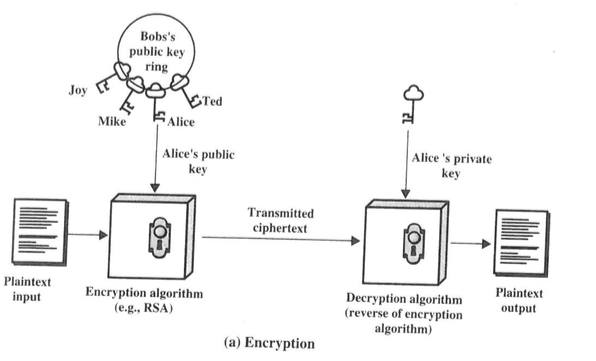 Bobs's
public key
ring
Joy
Ted
Mike
Alice
Alice's public
key
Alice 's private
key
Transmitted
ciphertext
Plaintext
input
Encryption algorithm
(e.g., RSA)
Decryption algorithm
(reverse of encryption
algorithm)
Plaintext
output
(a) Encryption